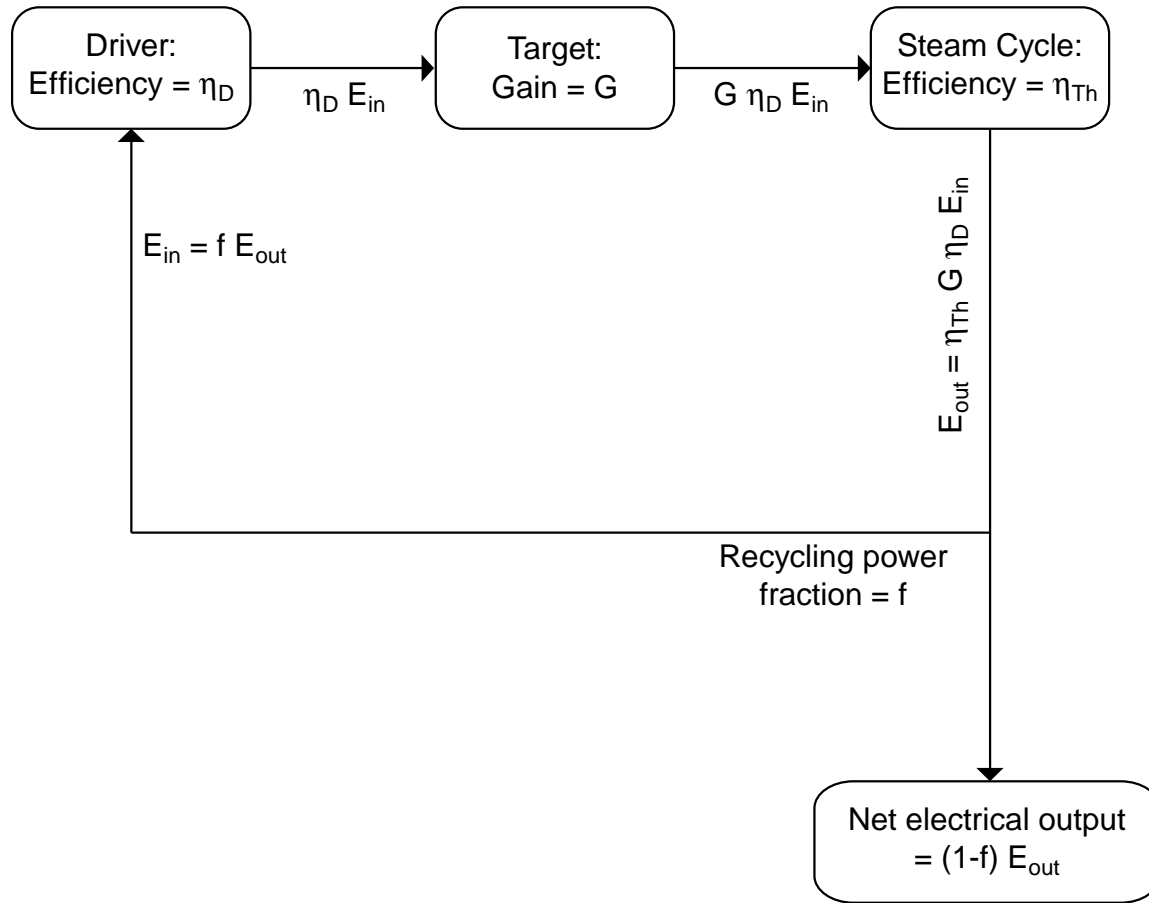 Driver:
Efficiency = η_D
η_D E_in
Target:
Gain = G
G η_D E_in
Steam Cycle:
Efficiency = η_Th
E_in = f E_out
E_out = η_Th G η_D E_in
Recycling power
fraction = f
Net electrical output
= (1-f) E_out